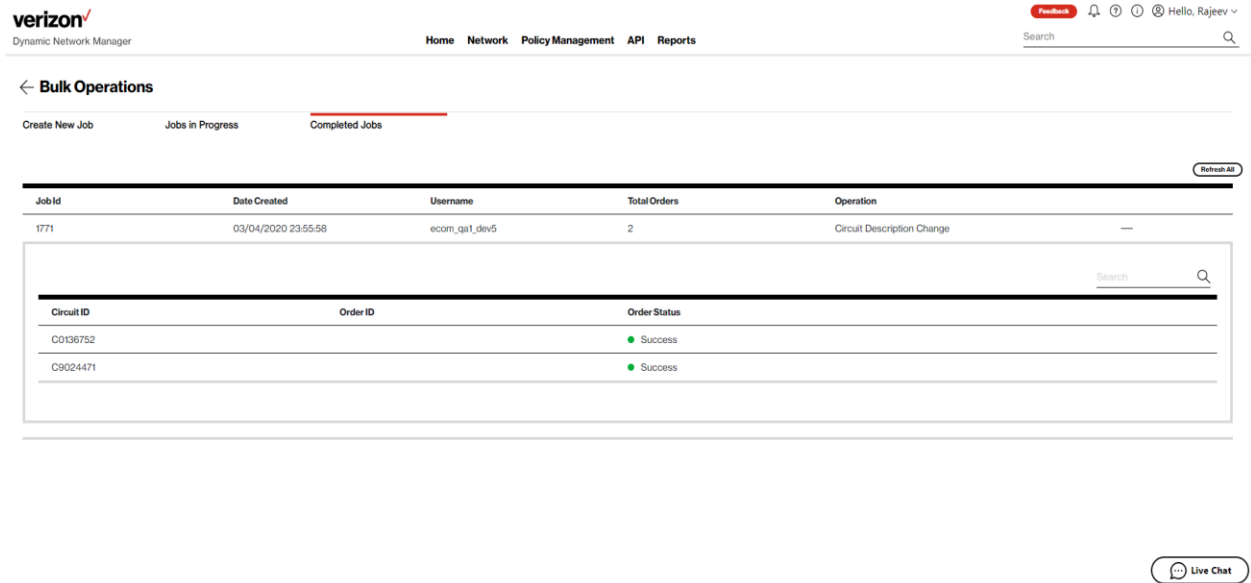 Feedback Hello, Rajeev
verizon
Dynamic Network Manager
Home Network Policy Management API Reports
Search
Bulk Operations
Create New Job Jobs in Progress Completed Jobs
Refresh All
Job Id Date Created Username Total Orders Operation
1771 03/04/2020 23:55:58 ecom_qa1_dev5 2 Circuit Description Change
Search
Circuit ID Order ID Order Status
C0136752 Success
C9024471 Success
Live Chat